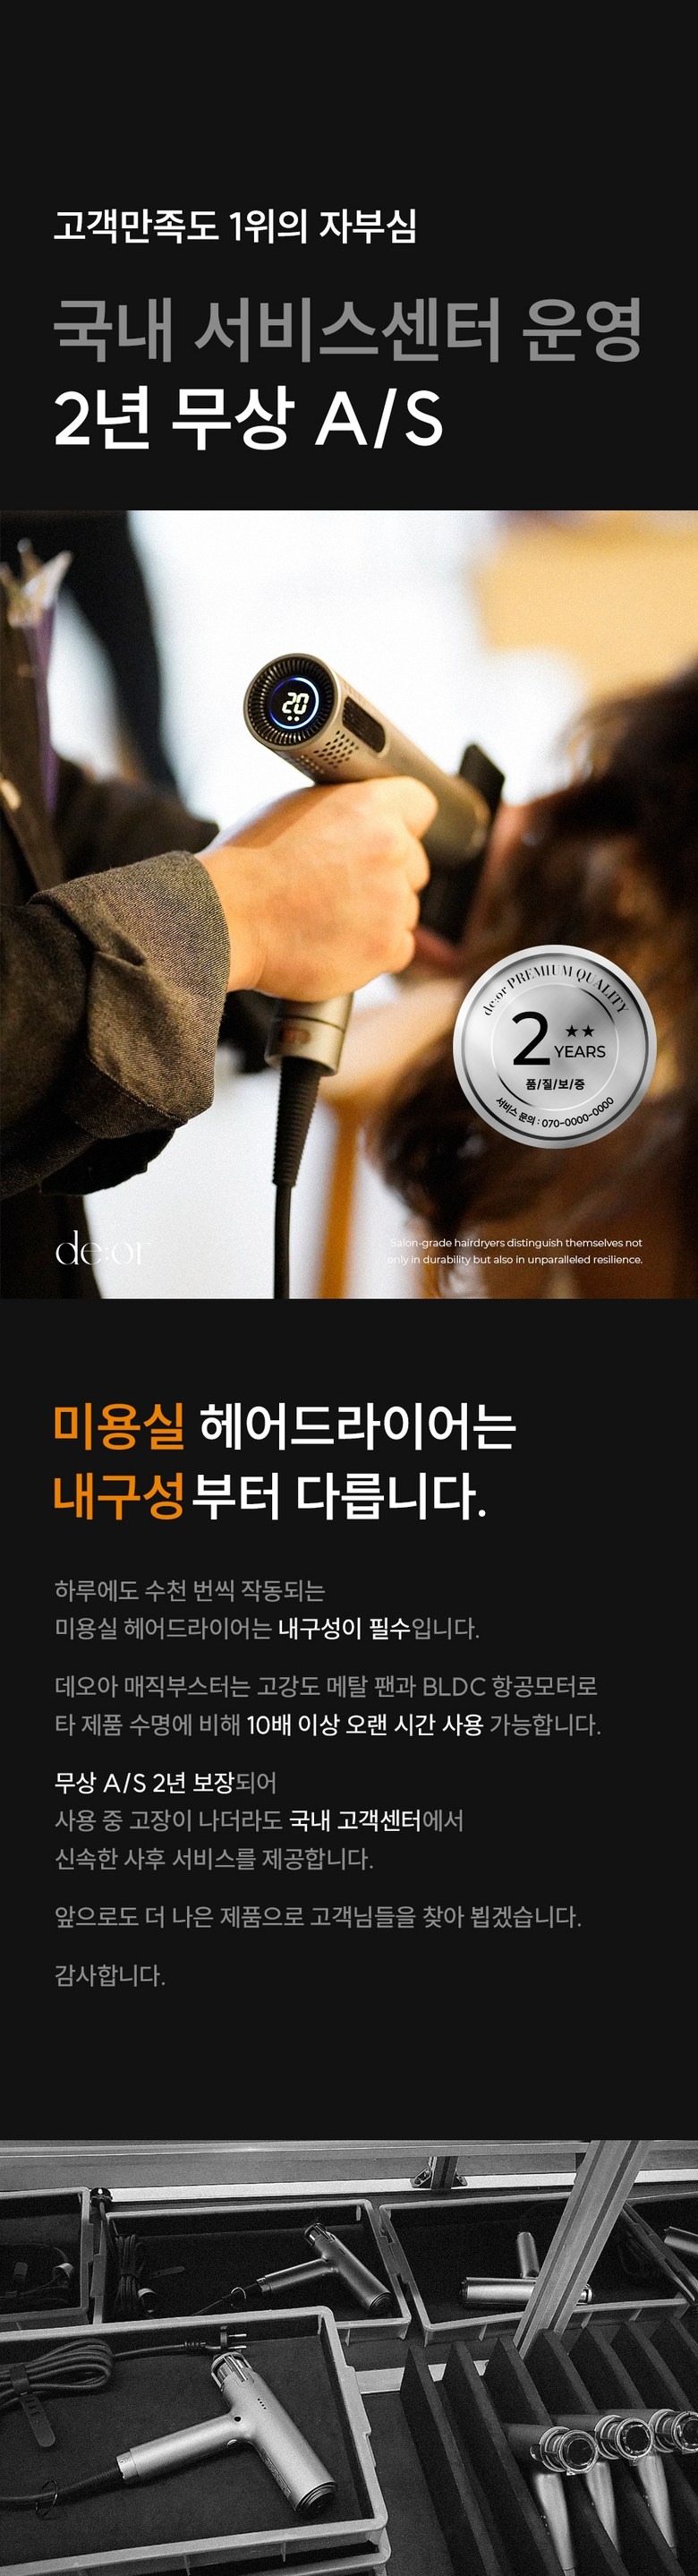 고객만족도 1위의 자부심
국내 서비스센터 운영
2년 무상 A/S
20
de:or PREMIUM QUALITY
2 ★★
YEARS
품/질/보/증
서비스 문의 : 070-0000-0000
de:or
Salon-grade hairdryers distinguish themselves not
only in durability but also in unparalleled resilience.
미용실 헤어드라이어는
내구성부터 다릅니다.
하루에도 수천 번씩 작동되는
미용실 헤어드라이어는 내구성이 필수입니다.
데오아 매직부스터는 고강도 메탈 팬과 BLDC 항공모터로
타 제품 수명에 비해 10배 이상 오랜 시간 사용 가능합니다.
무상 A/S 2년 보장되어
사용 중 고장이 나더라도 국내 고객센터에서
신속한 사후 서비스를 제공합니다.
앞으로도 더 나은 제품으로 고객님들을 찾아 뵙겠습니다.
감사합니다.